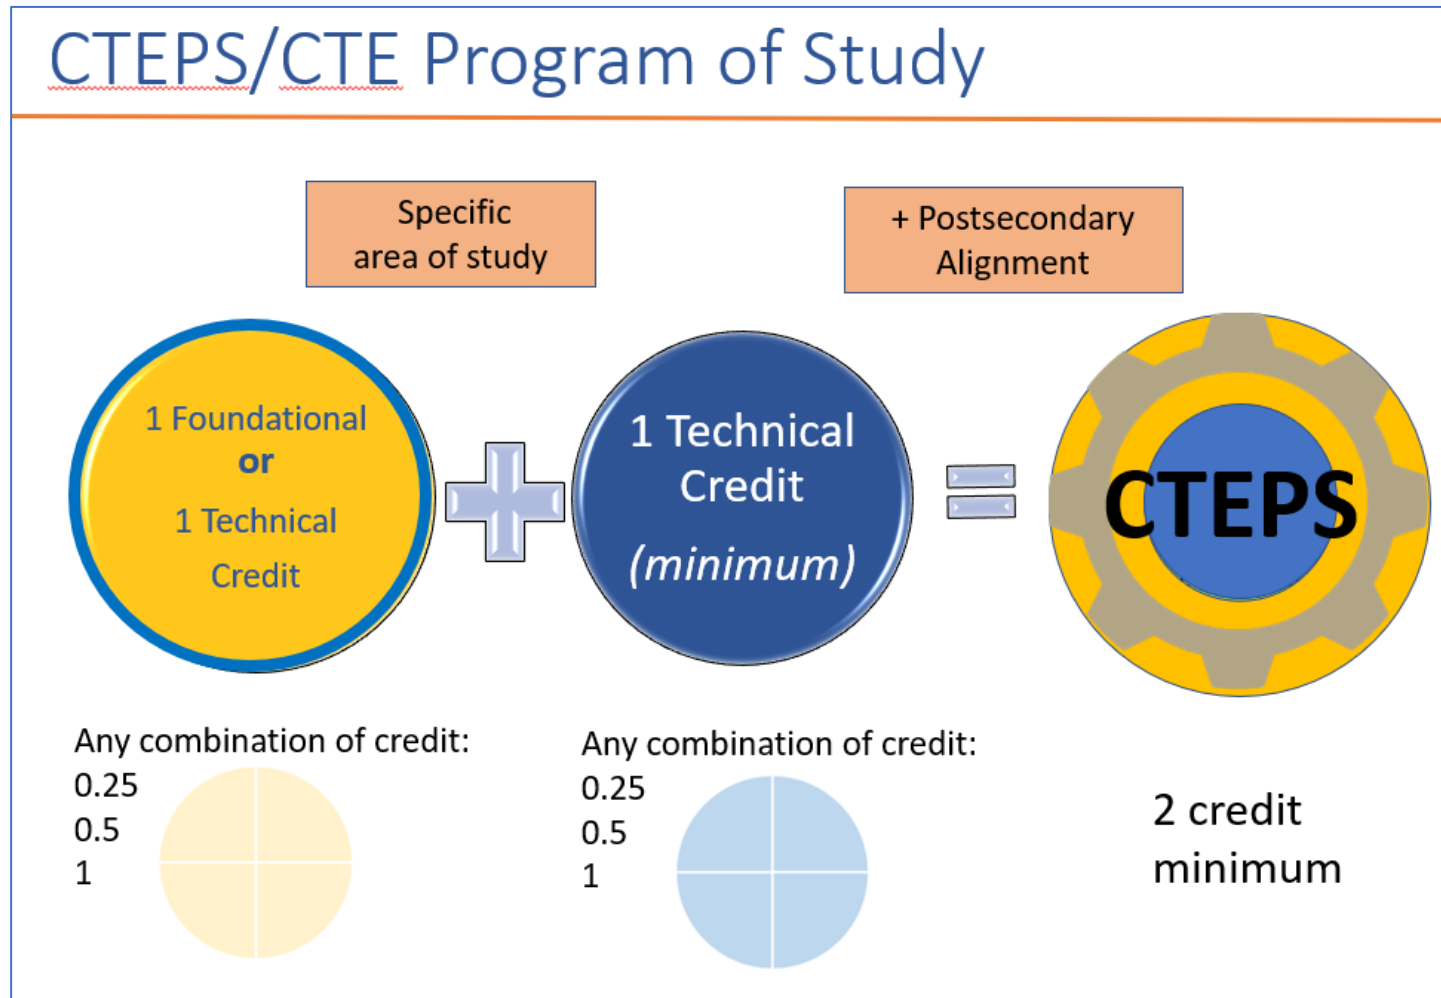 CTEPS/CTE Program of Study
Specific
area of study
+ Postsecondary
Alignment
1 Foundational
or
1 Technical
Credit
1 Technical
Credit
(minimum)
CTEPS
Any combination of credit:
0.25
0.5
1
Any combination of credit:
0.25
0.5
1
2 credit
minimum